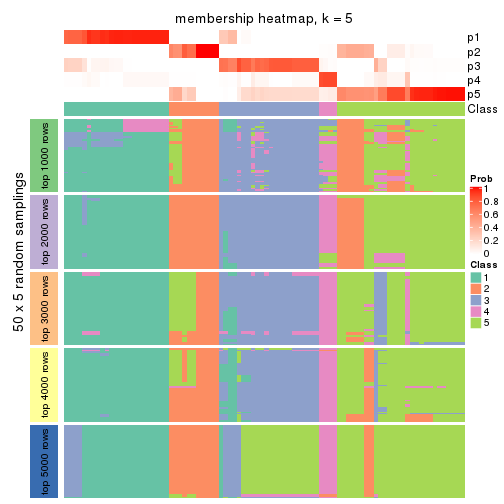 membership heatmap, k = 5
p1
p2
p3
p4
p5
Class
50 x 5 random samplings
top 1000 rows
top 2000 rows
top 3000 rows
top 4000 rows
top 5000 rows
Prob
1
0.8
0.6
0.4
0.2
0
Class
1
2
3
4
5